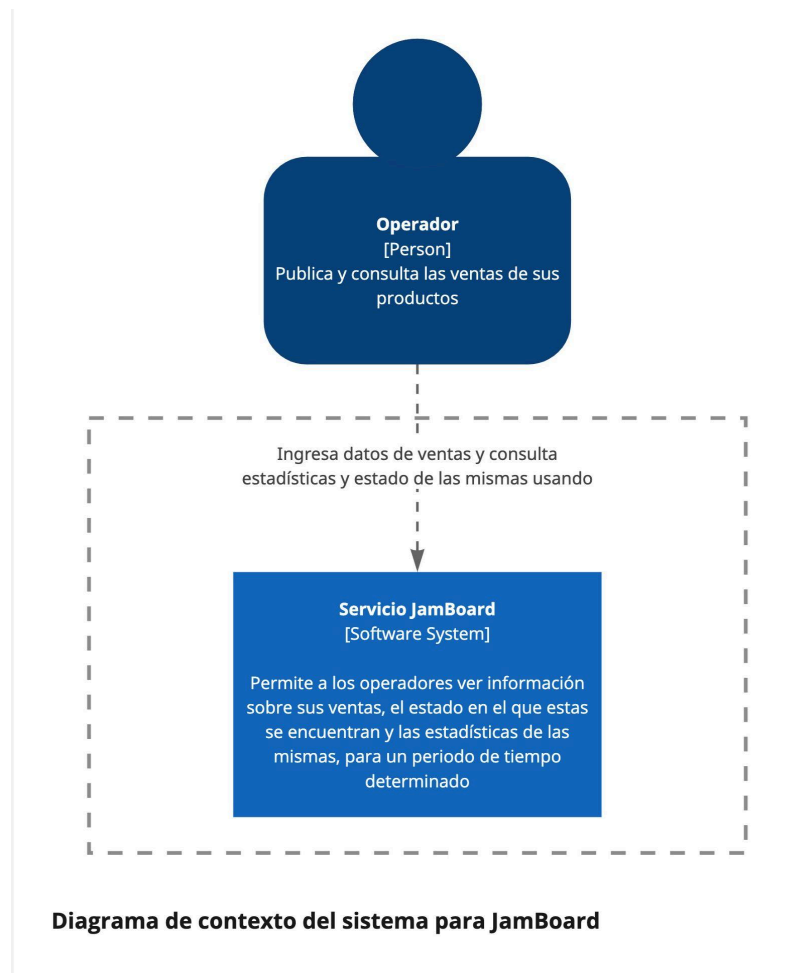 Operador
[Person]
Publica y consulta las ventas de sus
productos
Ingresa datos de ventas y consulta
estadísticas y estado de las mismas usando
Servicio JamBoard
[Software System]
Permite a los operadores ver información
sobre sus ventas, el estado en el que estas
se encuentran y las estadísticas de las
mismas, para un periodo de tiempo
determinado
Diagrama de contexto del sistema para JamBoard